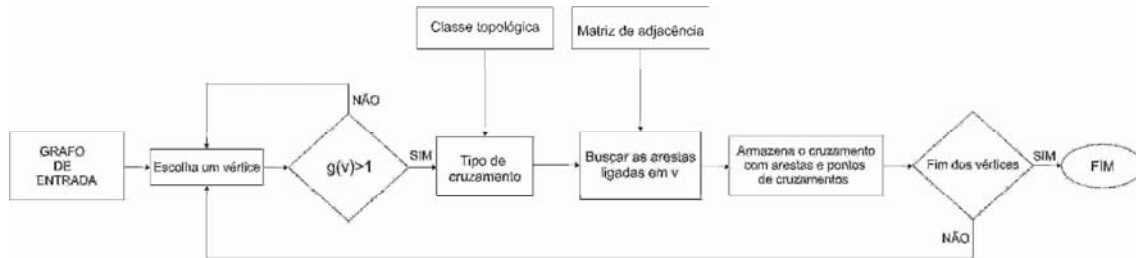 Classe topológica
Matriz de adjacência
NÃO
GRAFO
DE
ENTRADA
Escolha um vértice
g(v)>1
SIM
Tipo de
cruzamento
Busçar as arestas
ligadas em v
Armazena o cruzamento
com arestas e pontos
de cruzamentos
Fim dos vértices
SIM
FIM
NÃO